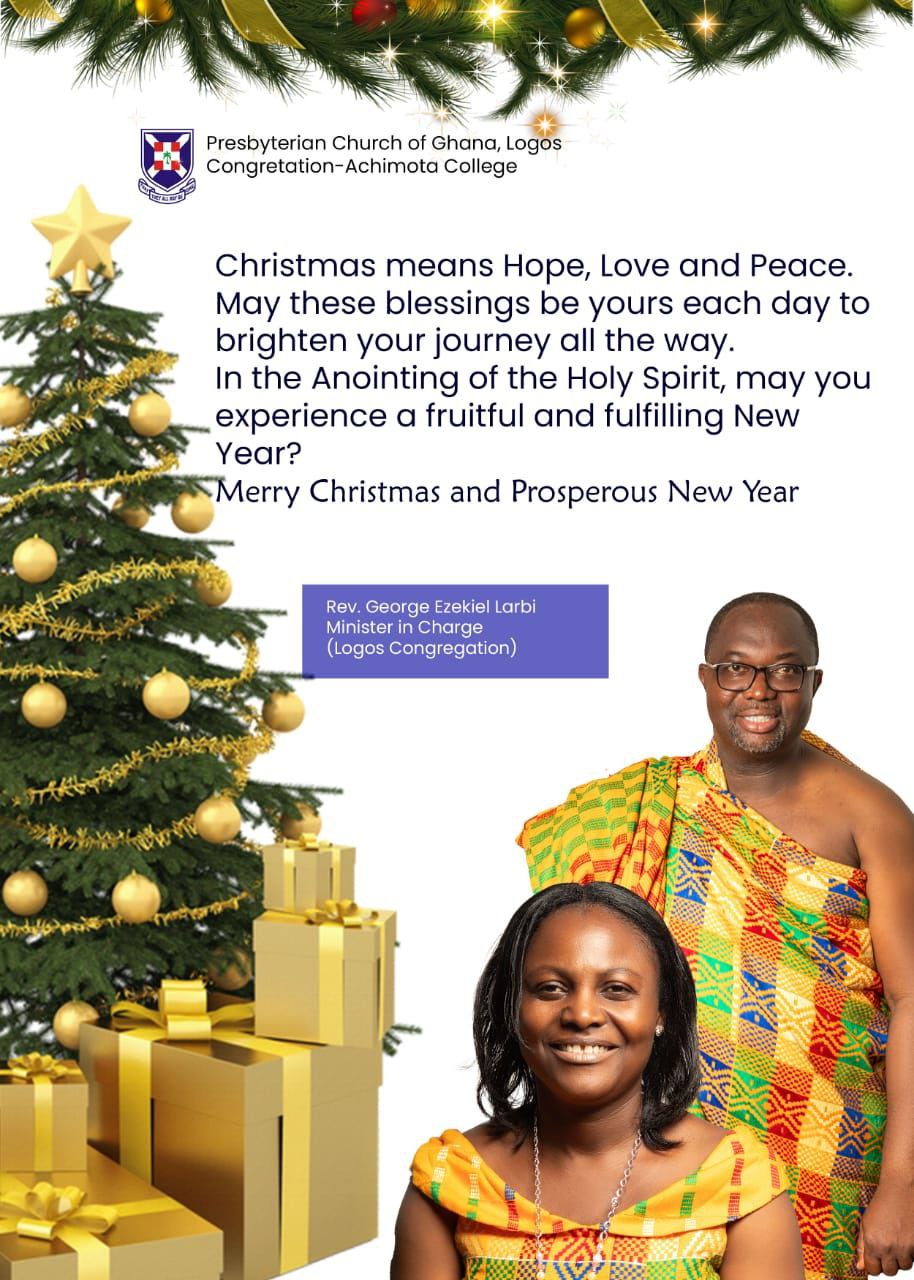 Presbyterian Church of Ghana, Logos
Congretation-Achimota College
Christmas means Hope, Love and Peace.
May these blessings be yours each day to
brighten your journey all the way.
In the Anointing of the Holy Spirit, may you
experience a fruitful and fulfilling New
Year?
Merry Christmas and Prosperous New Year
Rev. George Ezekiel Larbi
Minister in Charge
(Logos Congregation)